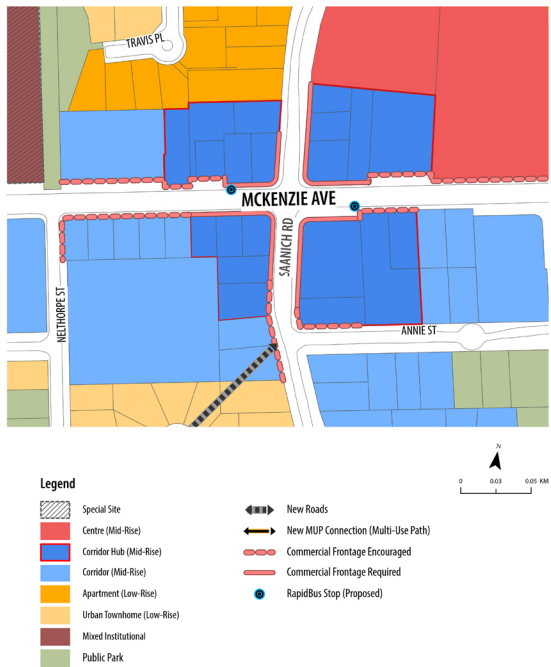 TRAVIS PL
MCKENZIE AVE
SAANICH RD
NELTHORPE ST
ANNIE ST
N
0 0.03 0.05 KM
Legend
Special Site
Centre (Mid-Rise)
Corridor Hub (Mid-Rise)
Corridor (Mid-Rise)
Apartment (Low-Rise)
Urban Townhome (Low-Rise)
Mixed Institutional
Public Park
New Roads
New MUP Connection (Multi-Use Path)
Commercial Frontage Encouraged
Commercial Frontage Required
RapidBus Stop (Proposed)